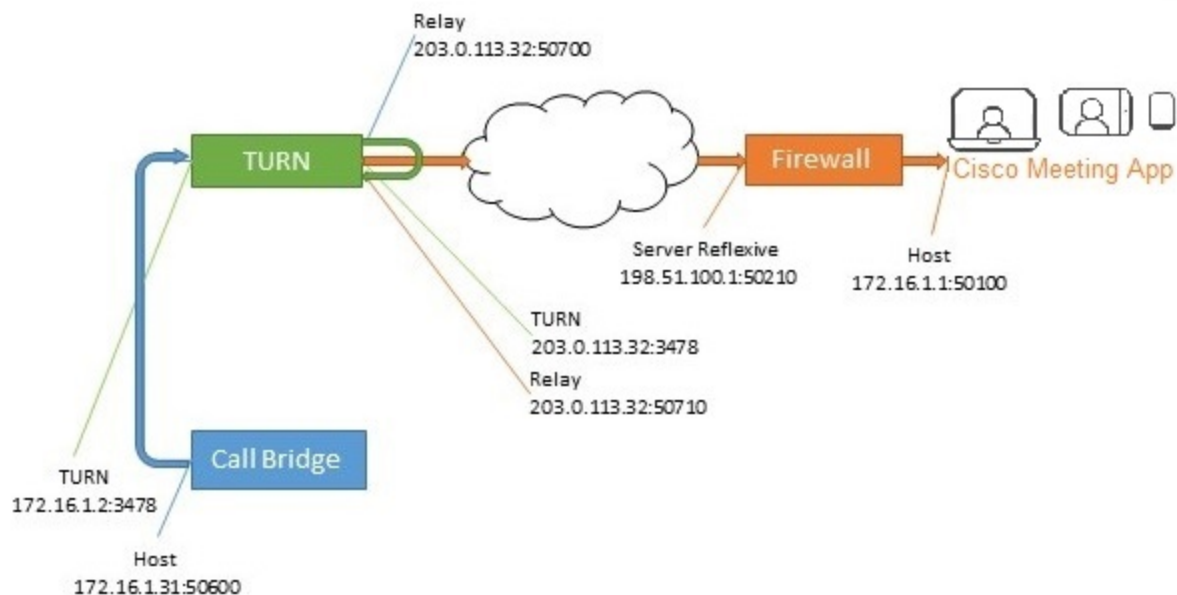 Relay
203.0.113.32:50700
TURN
Firewall
Cisco Meeting App
Server Reflexive
198.51.100.1:50210
Host
172.16.1.1:50100
TURN
203.0.113.32:3478
Relay
203.0.113.32:50710
Call Bridge
TURN
172.16.1.2:3478
Host
172.16.1.31:50600